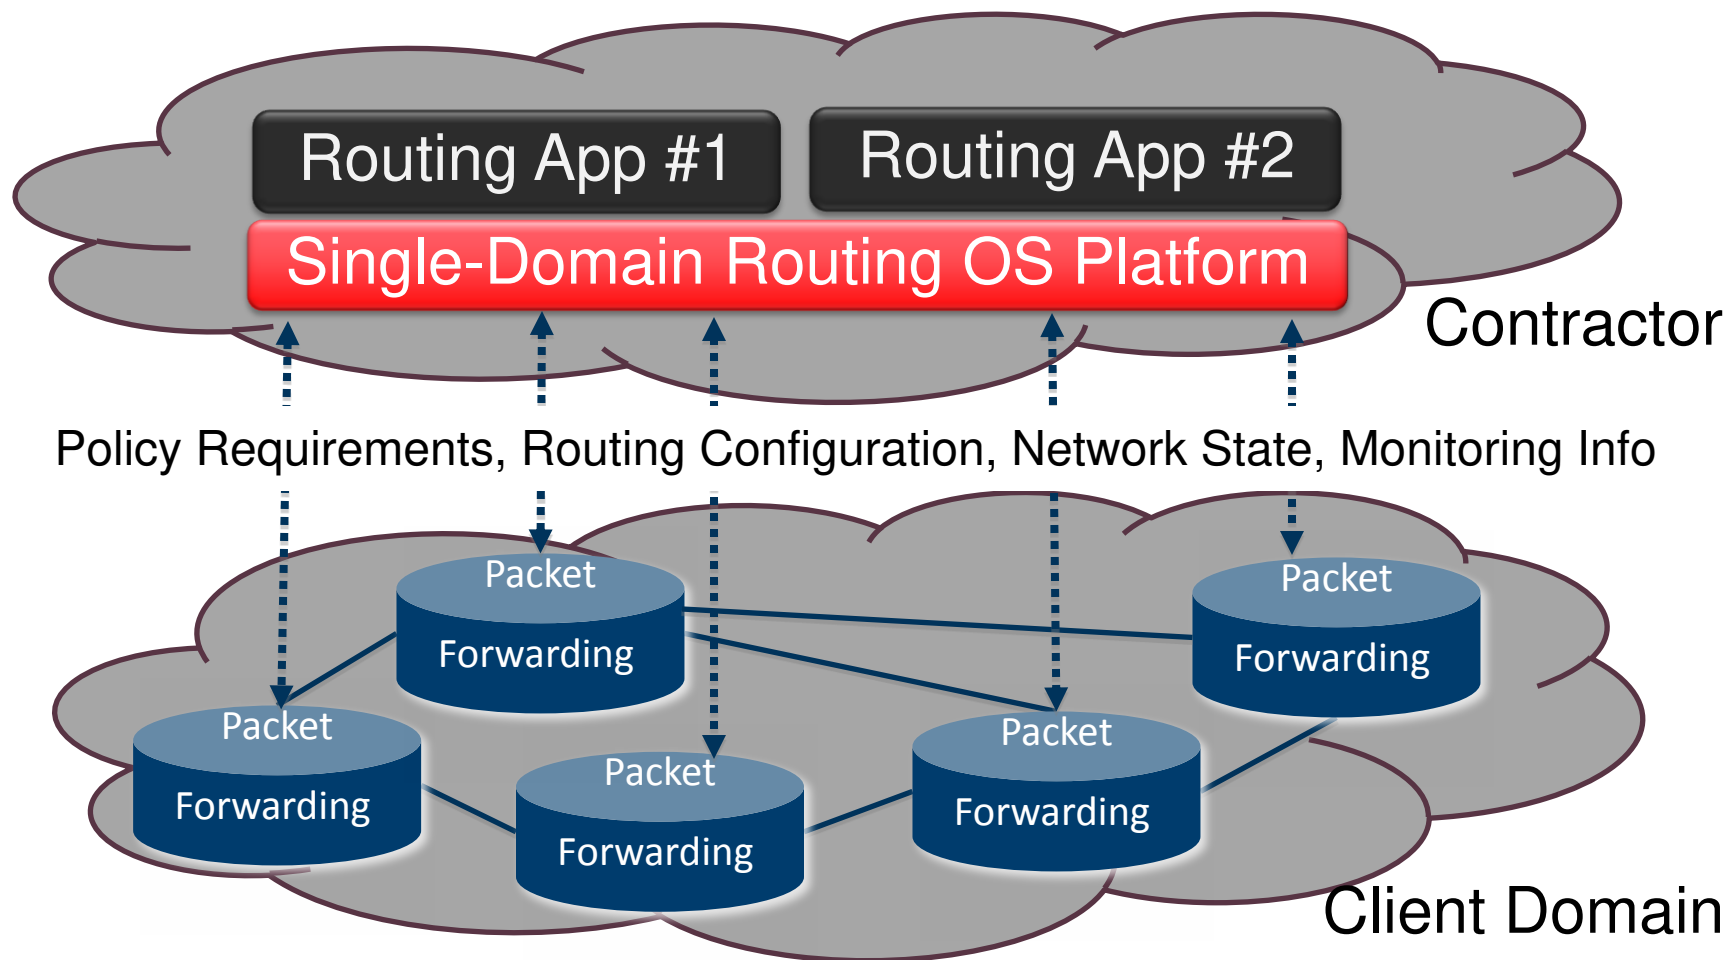 Routing App #1
Routing App #2
Single-Domain Routing OS Platform
Contractor
Policy Requirements, Routing Configuration, Network State, Monitoring Info
Packet
Forwarding
Packet
Forwarding
Packet
Forwarding
Packet
Forwarding
Packet
Forwarding
Client Domain